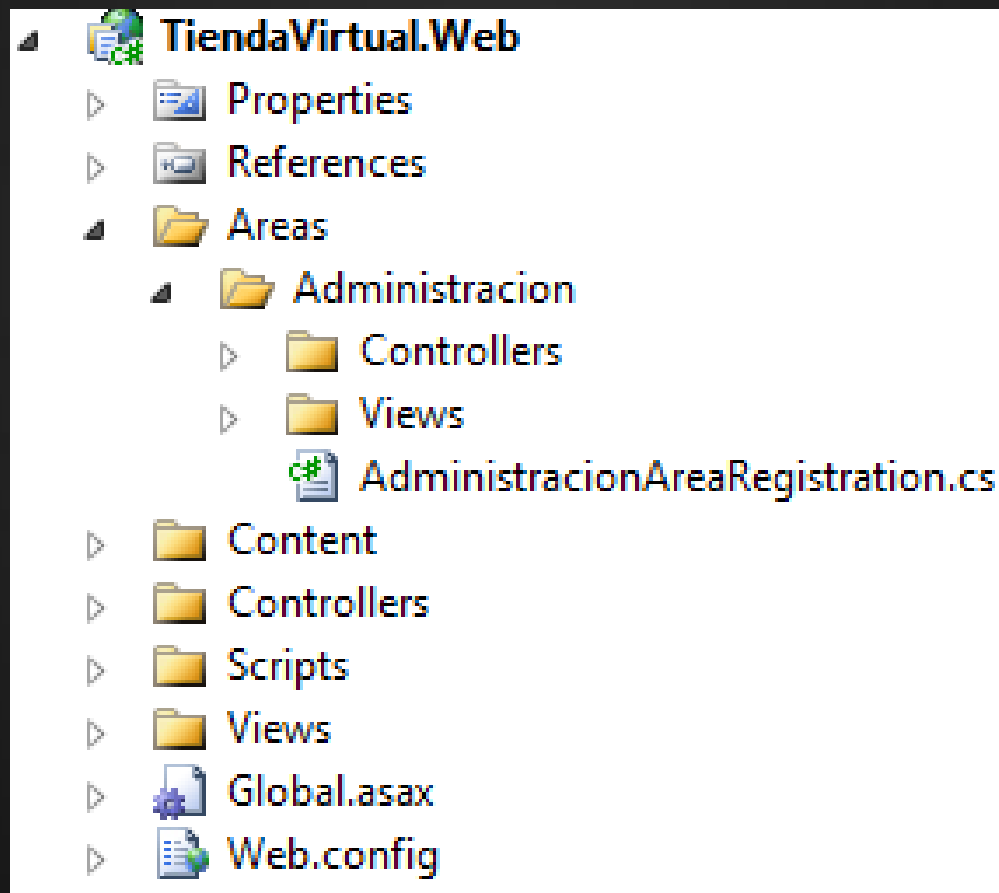 TiendaVirtual.Web
Properties
References
Areas
Administracion
Controllers
Views
AdministracionAreaRegistration.cs
Content
Controllers
Scripts
Views
Global.asax
Web.config